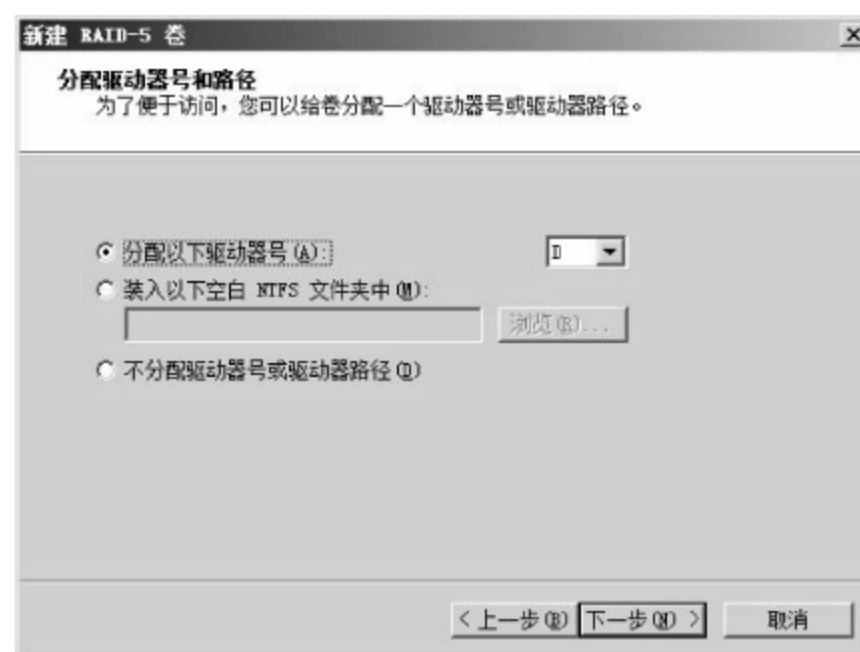 新建 RAID-5 卷
分配驱动器号和路径
为了便于访问，您可以给卷分配一个驱动器号或驱动器路径。
分配以下驱动器号(A): D
装入以下空白 NTFS 文件夹中(M):
浏览(R)...
不分配驱动器号或驱动器路径(D)
< 上一步(B) 下一步(N) > 取消